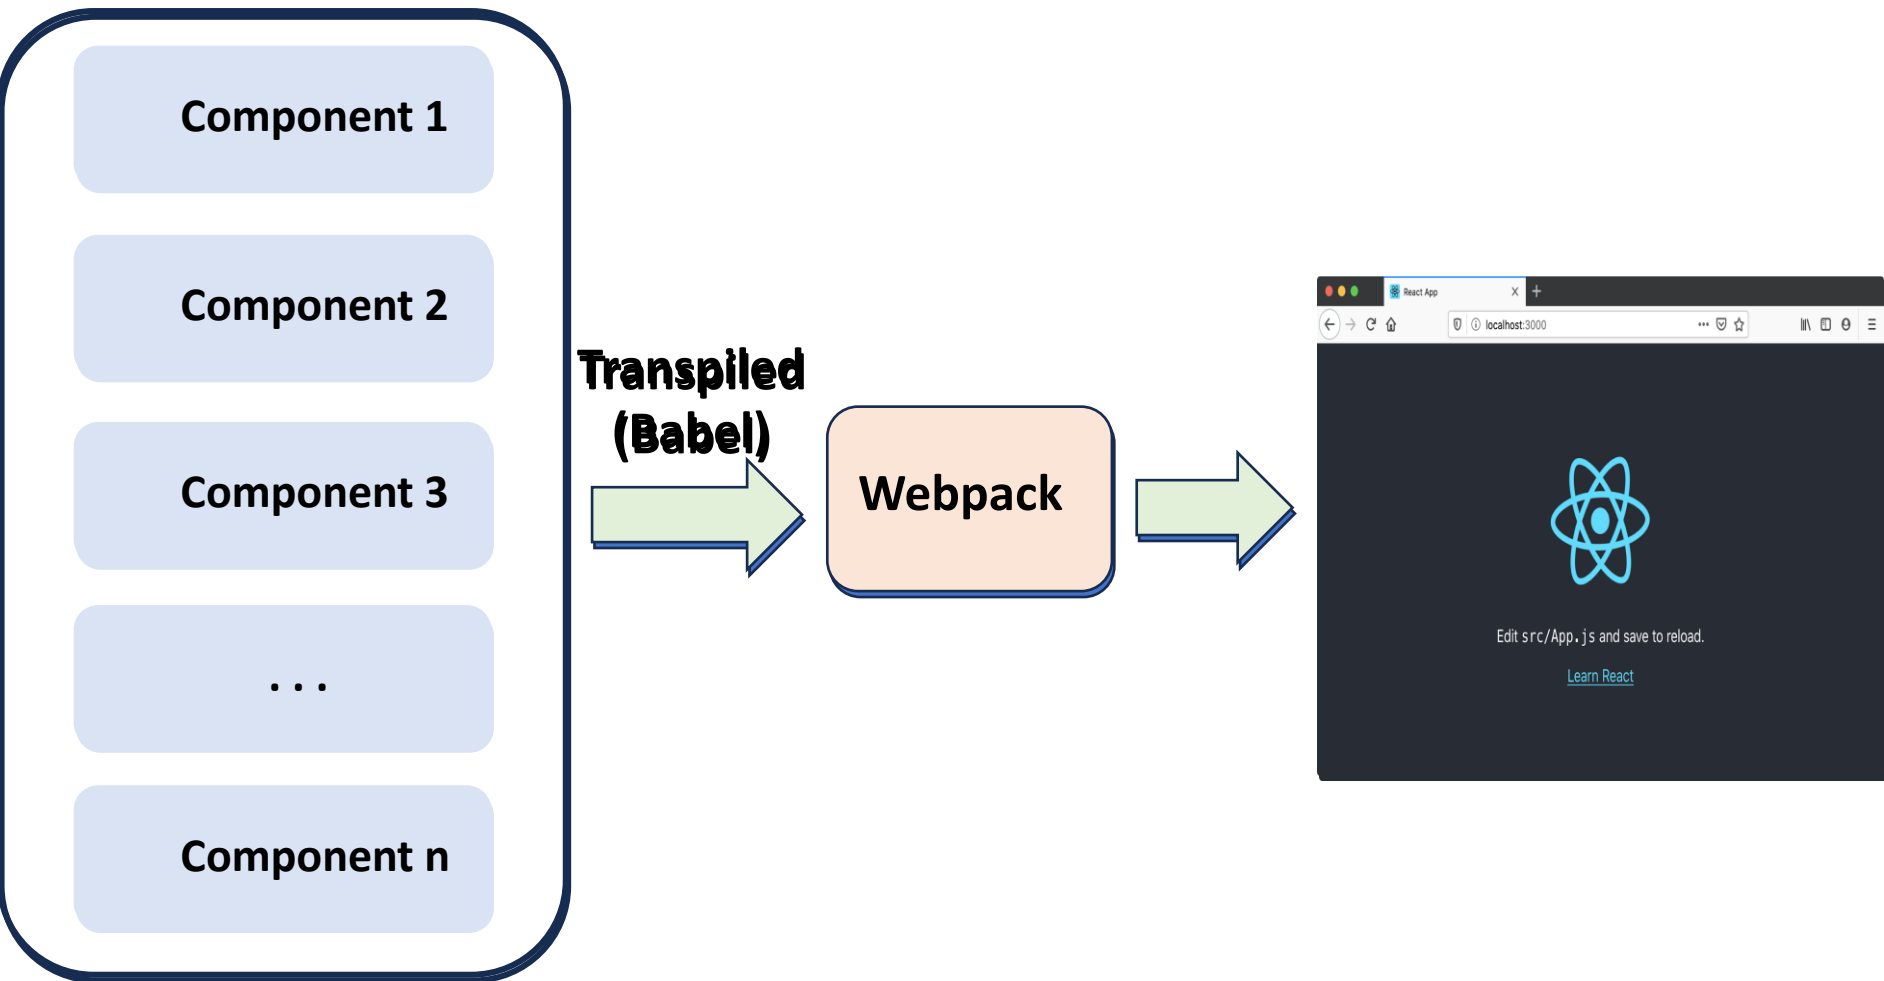 Component 1
Component 2
Component 3
. . .
Component n
Transpiled
(Babel)
Webpack
React App
localhost:3000
Edit src/App.js and save to reload.
Learn React